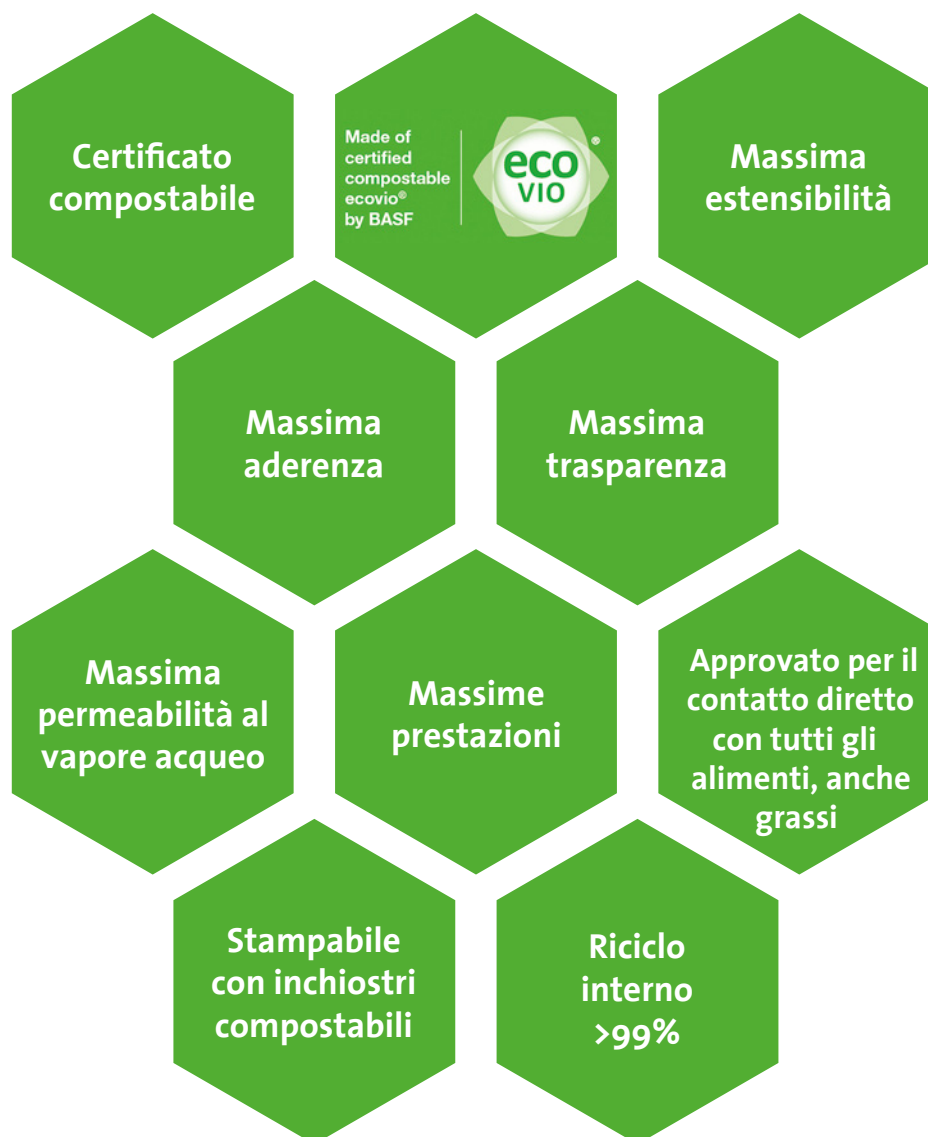 Certificato
compostabile
Made of
certified
compostable
ecovio®
by BASF
eco
VIO
®
Massima
estensibilità
Massima
aderenza
Massima
trasparenza
Massima
permeabilità al
vapore acqueo
Massime
prestazioni
Approvato per il
contatto diretto
con tutti gli
alimenti, anche
grassi
Stampabile
con inchiostri
compostabili
Riciclo
interno
>99%